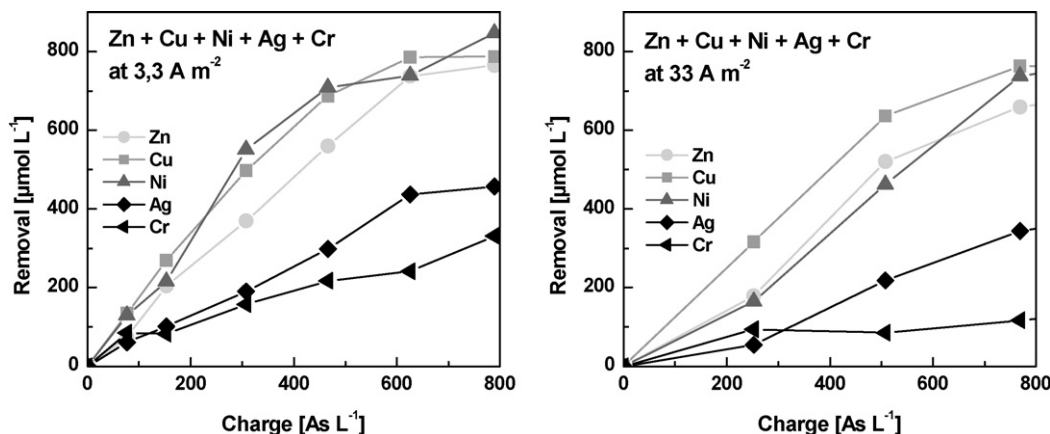 Zn + Cu + Ni + Ag + Cr
at 3,3 A m⁻²
Removal [µmol L⁻¹]
800
600
400
200
0
Zn
Cu
Ni
Ag
Cr
0 200 400 600 800
Charge [As L⁻¹]
Zn + Cu + Ni + Ag + Cr
at 33 A m⁻²
Removal [µmol L⁻¹]
800
600
400
200
0
Zn
Cu
Ni
Ag
Cr
0 200 400 600 800
Charge [As L⁻¹]